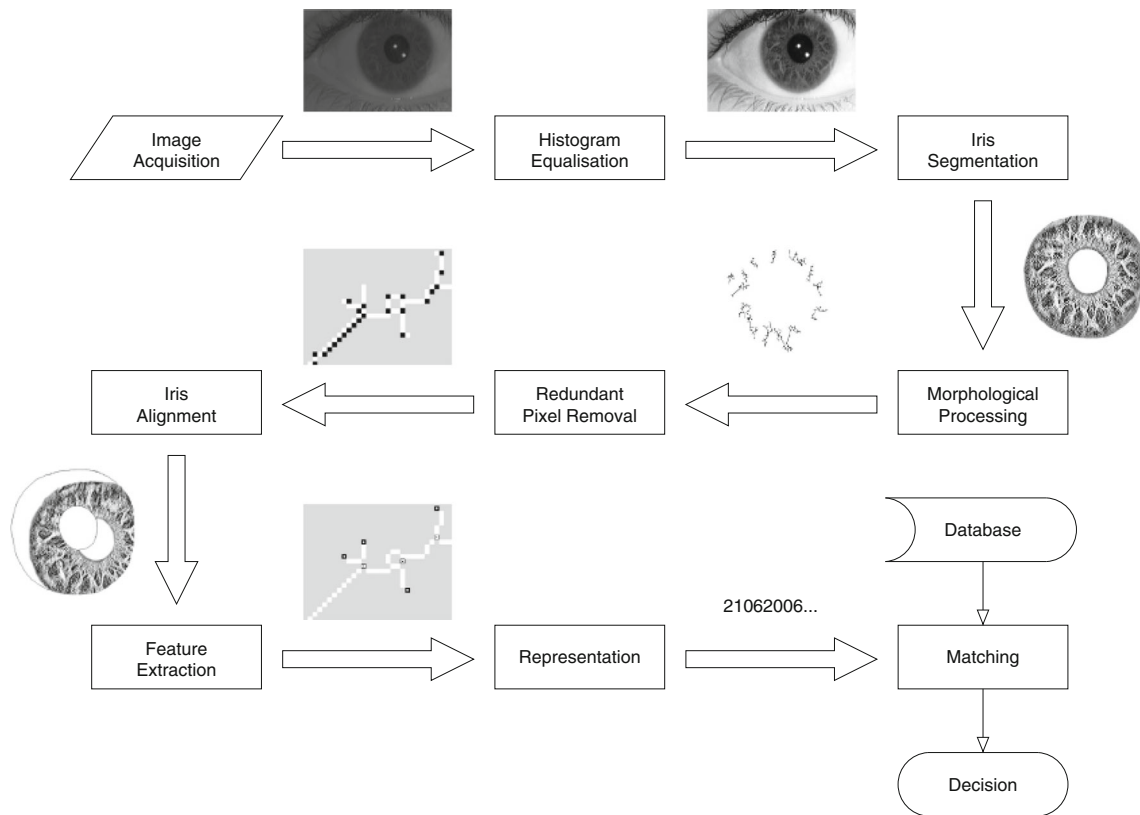 Image
Acquisition
Histogram
Equalisation
Iris
Segmentation
Iris
Alignment
Redundant
Pixel Removal
Morphological
Processing
Database
21062006...
Feature
Extraction
Representation
Matching
Decision